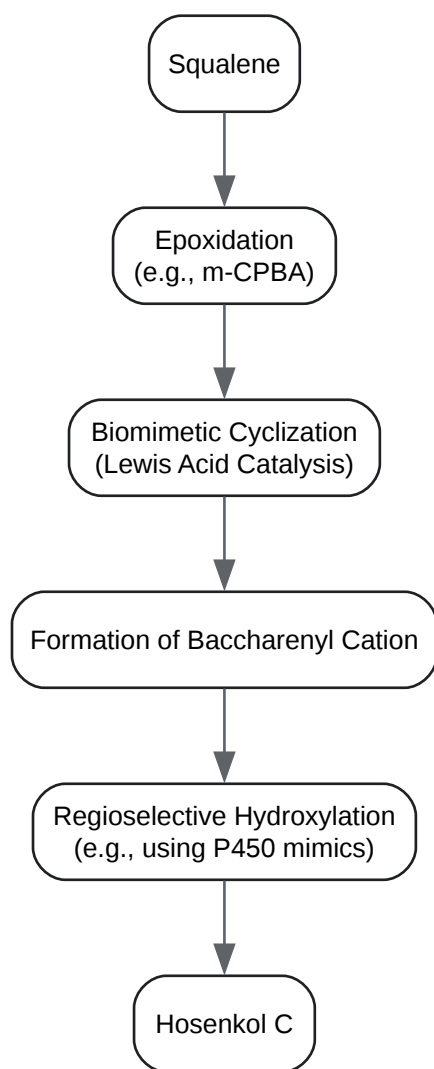 Squalene
Epoxidation
(e.g., m-CPBA)
Biomimetic Cyclization
(Lewis Acid Catalysis)
Formation of Baccharenyl Cation
Regioselective Hydroxylation
(e.g., using P450 mimics)
Hosenkol C